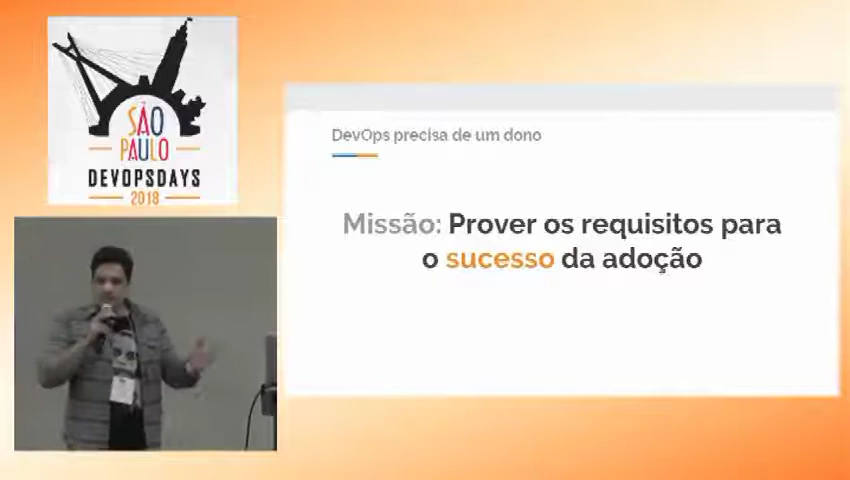 SÃO
PAULO
DEVOPSDAYS
2018
DevOps precisa de um dono
Missão: Prover os requisitos para
o sucesso da adoção